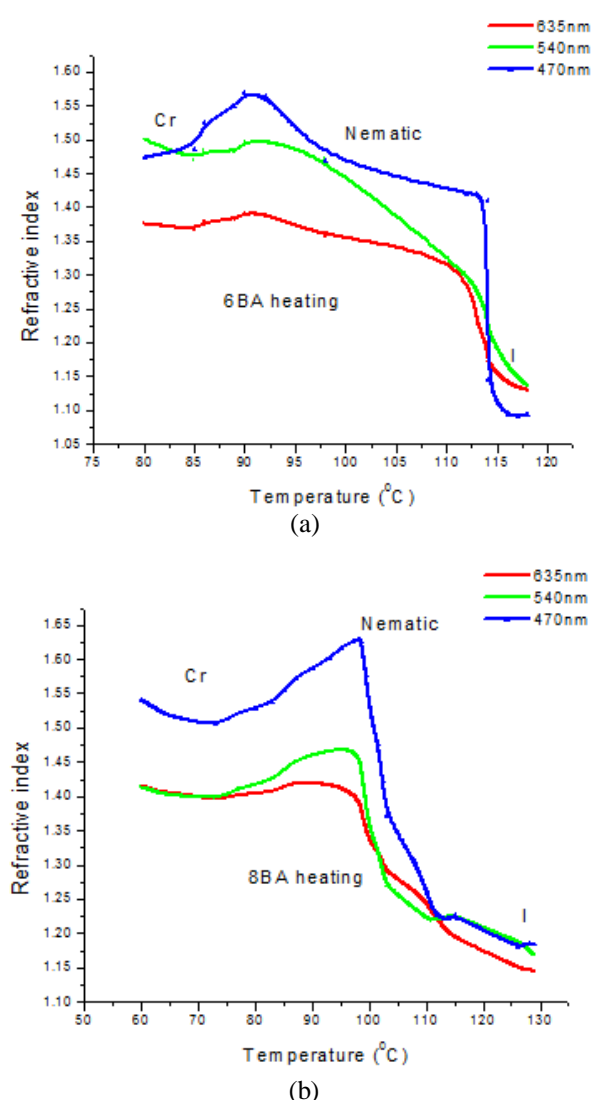 635nm
540nm
470nm
1.60
1.55
1.50
1.45
1.40
1.35
1.30
1.25
1.20
1.15
1.10
1.05
Refractive index
Cr
Nematic
6BA heating
I
75 80 85 90 95 100 105 110 115 120
Temperature (⁰C)
(a)
635nm
540nm
470nm
1.65
1.60
1.55
1.50
1.45
1.40
1.35
1.30
1.25
1.20
1.15
1.10
Refractive index
Nematic
Cr
8BA heating
I
50 60 70 80 90 100 110 120 130
Temperature (⁰C)
(b)